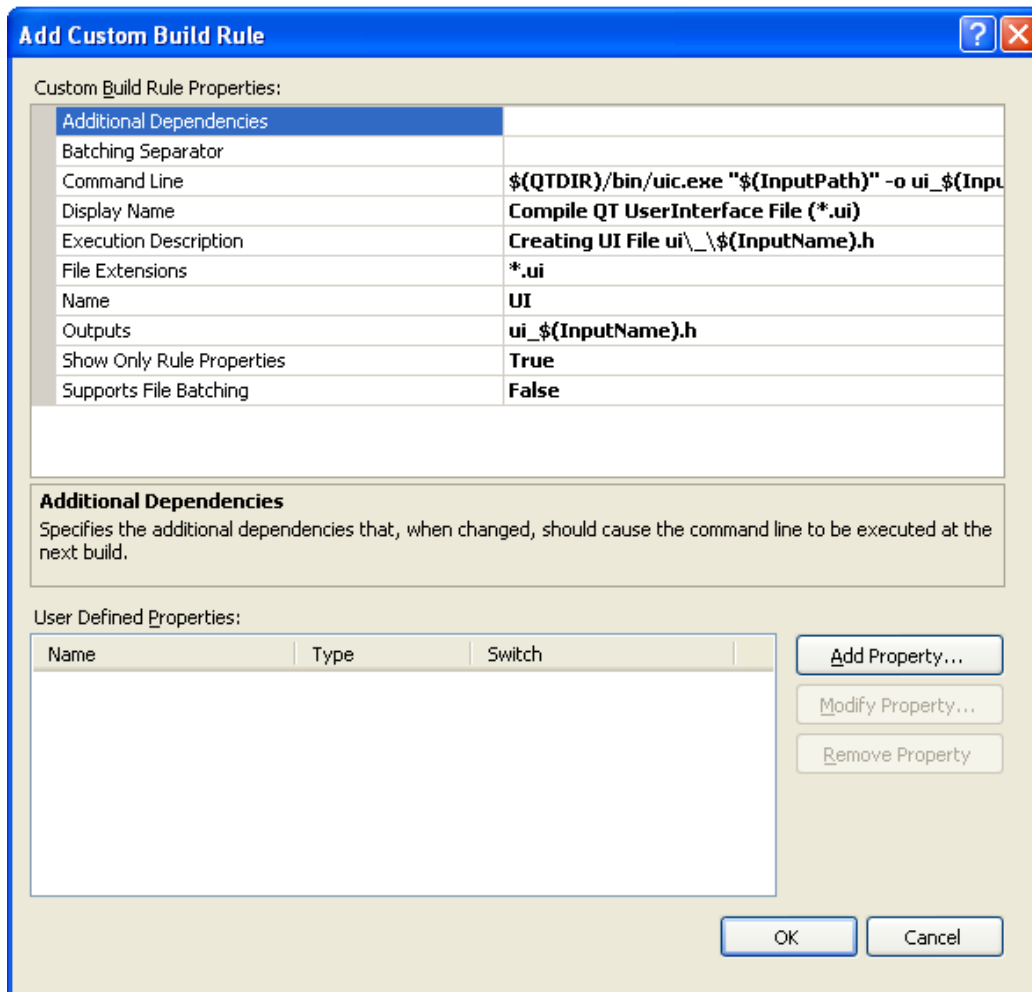 Add Custom Build Rule
Custom Build Rule Properties:
Additional Dependencies
Batching Separator
Command Line $(QTDIR)/bin/uic.exe "$(InputPath)" -o ui_$(Inpu
Display Name Compile QT UserInterface File (*.ui)
Execution Description Creating UI File ui\_\$(InputName).h
File Extensions *.ui
Name UI
Outputs ui_$(InputName).h
Show Only Rule Properties True
Supports File Batching False
Additional Dependencies
Specifies the additional dependencies that, when changed, should cause the command line to be executed at the
next build.
User Defined Properties:
Name Type Switch
Add Property...
Modify Property...
Remove Property
OK Cancel